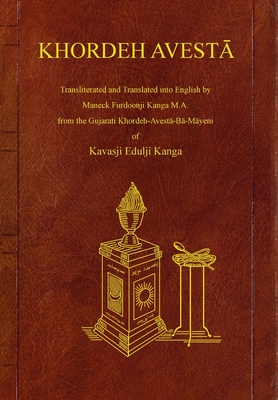 KHORDEH AVESTĀ
Transliterated and Translated into English by
Maneck Furdoonji Kanga M.A.
from the Gujarati Khordeh-Avestā-Bā-Māyeni
of
Kavasji Edulji Kanga